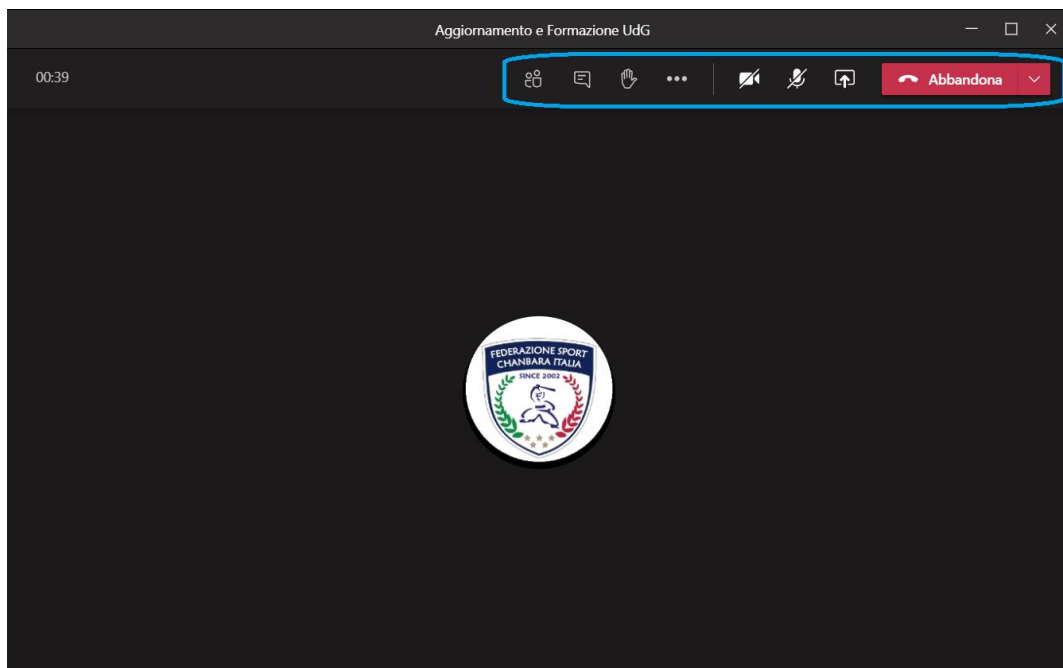 Aggiornamento e Formazione UdG
00:39
Abbandona
FEDERAZIONE SPORT
CHANBARA ITALIA
SINCE 2002